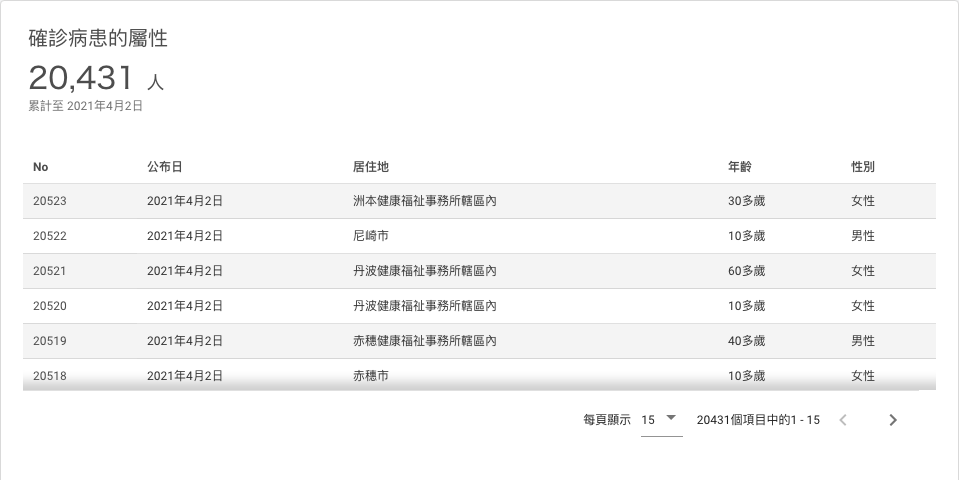 確診病患的屬性
20,431 人
累計至 2021年4月2日
No 公布日 居住地 年齡 性別
20523 2021年4月2日 洲本健康福祉事務所轄區內 30多歲 女性
20522 2021年4月2日 尼崎市 10多歲 男性
20521 2021年4月2日 丹波健康福祉事務所轄區內 60多歲 女性
20520 2021年4月2日 丹波健康福祉事務所轄區內 10多歲 女性
20519 2021年4月2日 赤穗健康福祉事務所轄區內 40多歲 男性
20518 2021年4月2日 赤穗市 10多歲 女性
每頁顯示 15 20431個項目中的1 - 15